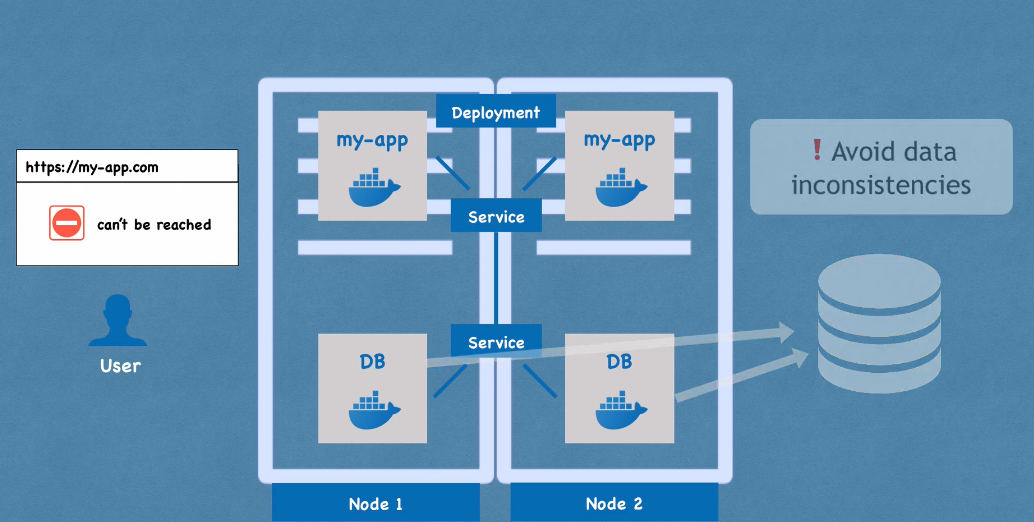 Deployment
my-app
my-app
https://my-app.com
can't be reached
Service
! Avoid data
inconsistencies
User
Service
DB
DB
Node 1
Node 2